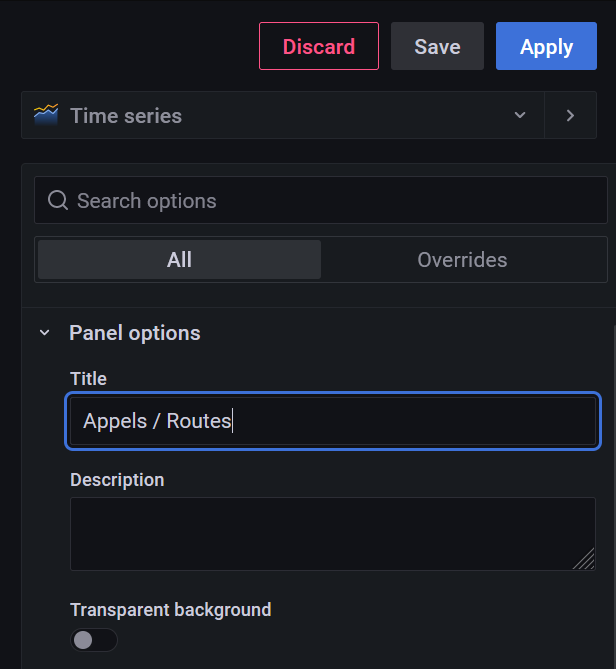 Discard Save Apply
Time series
Search options
All Overrides
Panel options
Title
Appels / Routes
Description
Transparent background